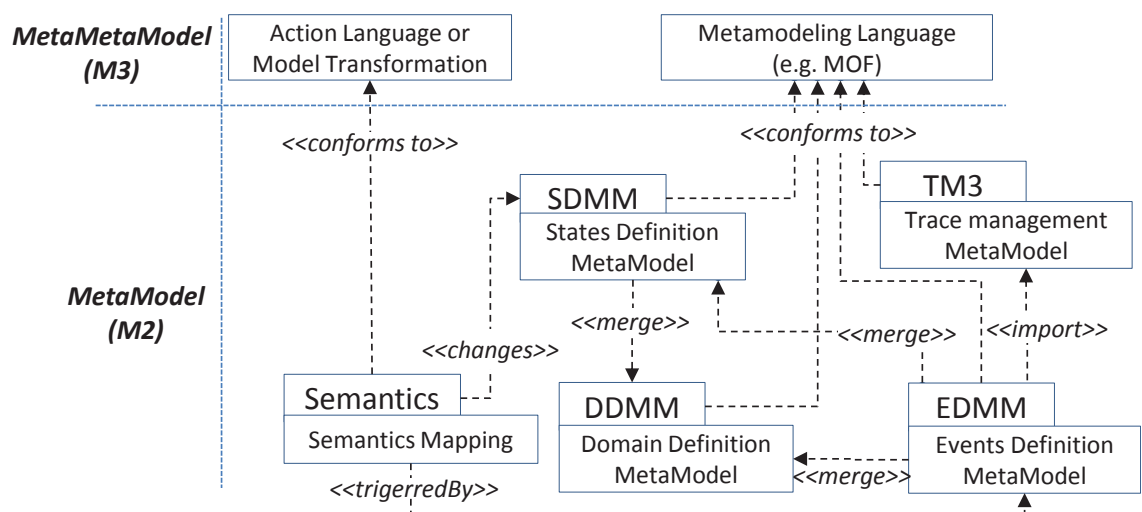 MetaMetaModel
(M3)
Action Language or
Model Transformation
Metamodeling Language
(e.g. MOF)
<<conforms to>>
<<conforms to>>
SDMM
States Definition
MetaModel
TM3
Trace management
MetaModel
MetaModel
(M2)
<<merge>>
<<merge>>
<<import>>
<<changes>>
Semantics
Semantics Mapping
DDMM
Domain Definition
MetaModel
EDMM
Events Definition
MetaModel
<<merge>>
<<trigerredBy>>